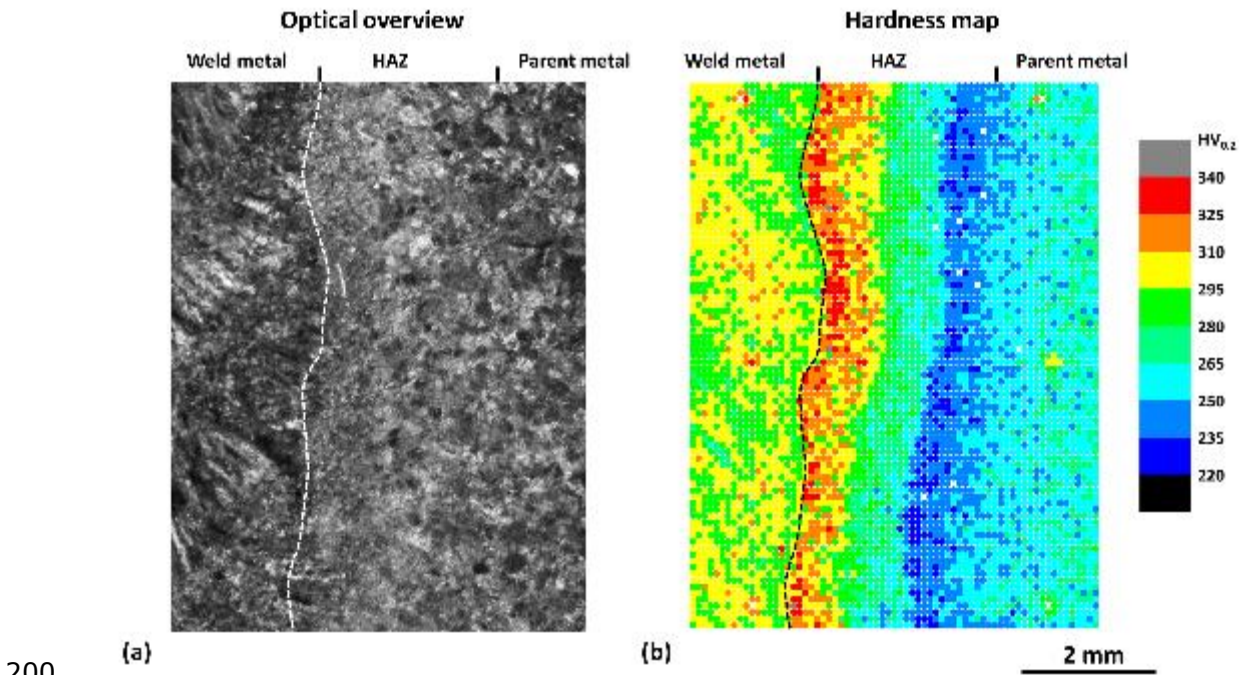 Optical overview
Hardness map
Weld metal HAZ Parent metal
Weld metal HAZ Parent metal
HV0.2
340
325
310
295
280
265
250
235
220
(a)
(b)
2 mm
200